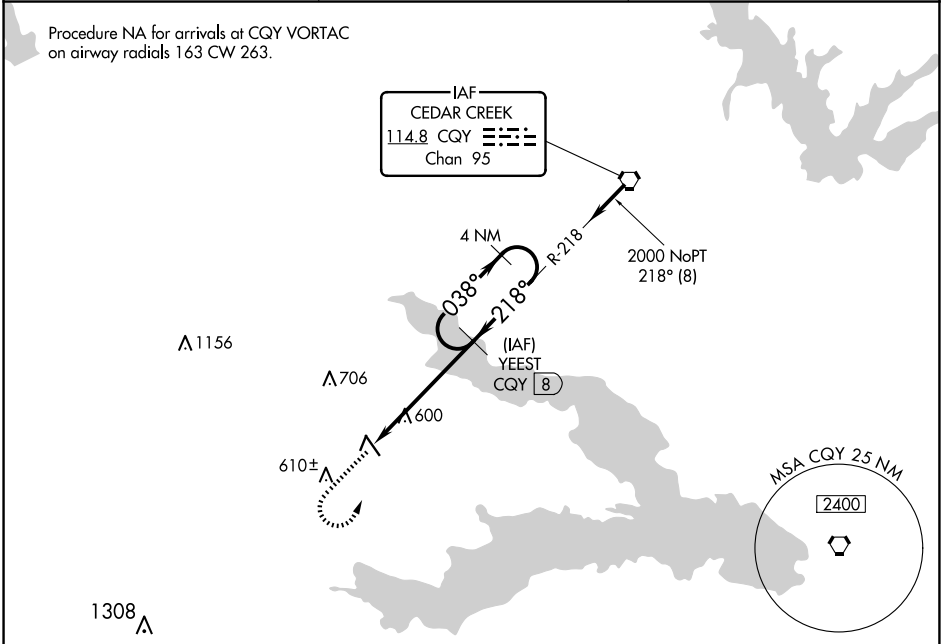 Procedure NA for arrivals at CQY VORTAC
on airway radials 163 CW 263.
IAF
CEDAR CREEK
114.8 CQY
Chan 95
4 NM
R-218
2000 NoPT
218° (8)
038°
218°
(IAF)
YEEST
CQY 8
1156
706
600
610±
MSA CQY 25 NM
2400
1308